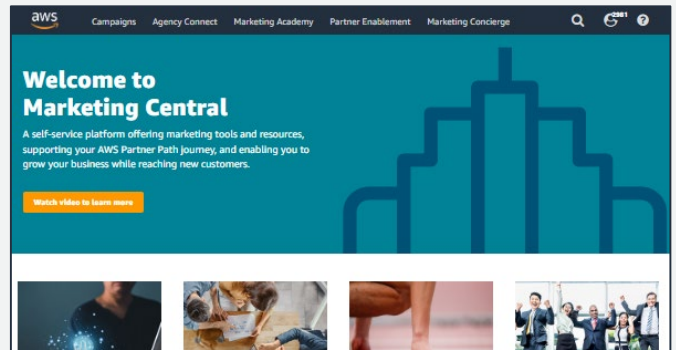 aws
Campaigns Agency Connect Marketing Academy Partner Enablement Marketing Concierge
2981
Welcome to
Marketing Central
A self-service platform offering marketing tools and resources,
supporting your AWS Partner Path journey, and enabling you to
grow your business while reaching new customers.
Watch video to learn more